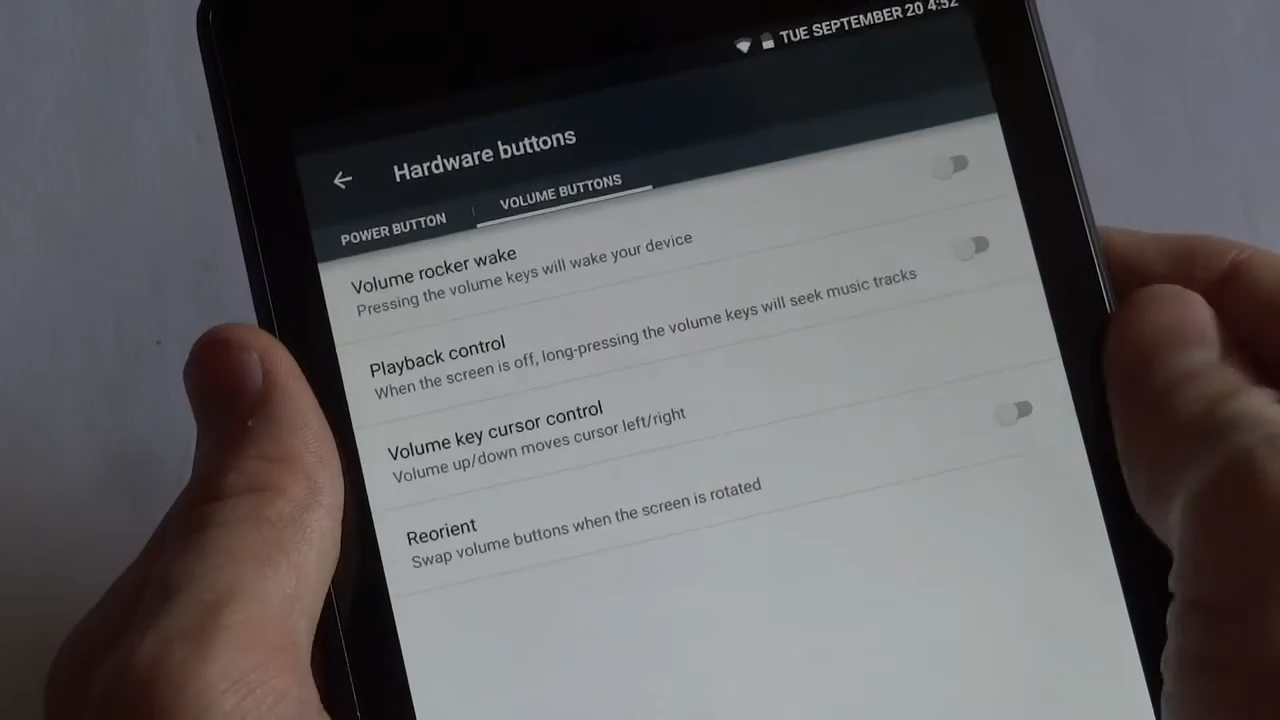 TUE SEPTEMBER 20 4:52
Hardware buttons
POWER BUTTON
VOLUME BUTTONS
Volume rocker wake
Pressing the volume keys will wake your device
Playback control
When the screen is off, long-pressing the volume keys will seek music tracks
Volume key cursor control
Volume up/down moves cursor left/right
Reorient
Swap volume buttons when the screen is rotated